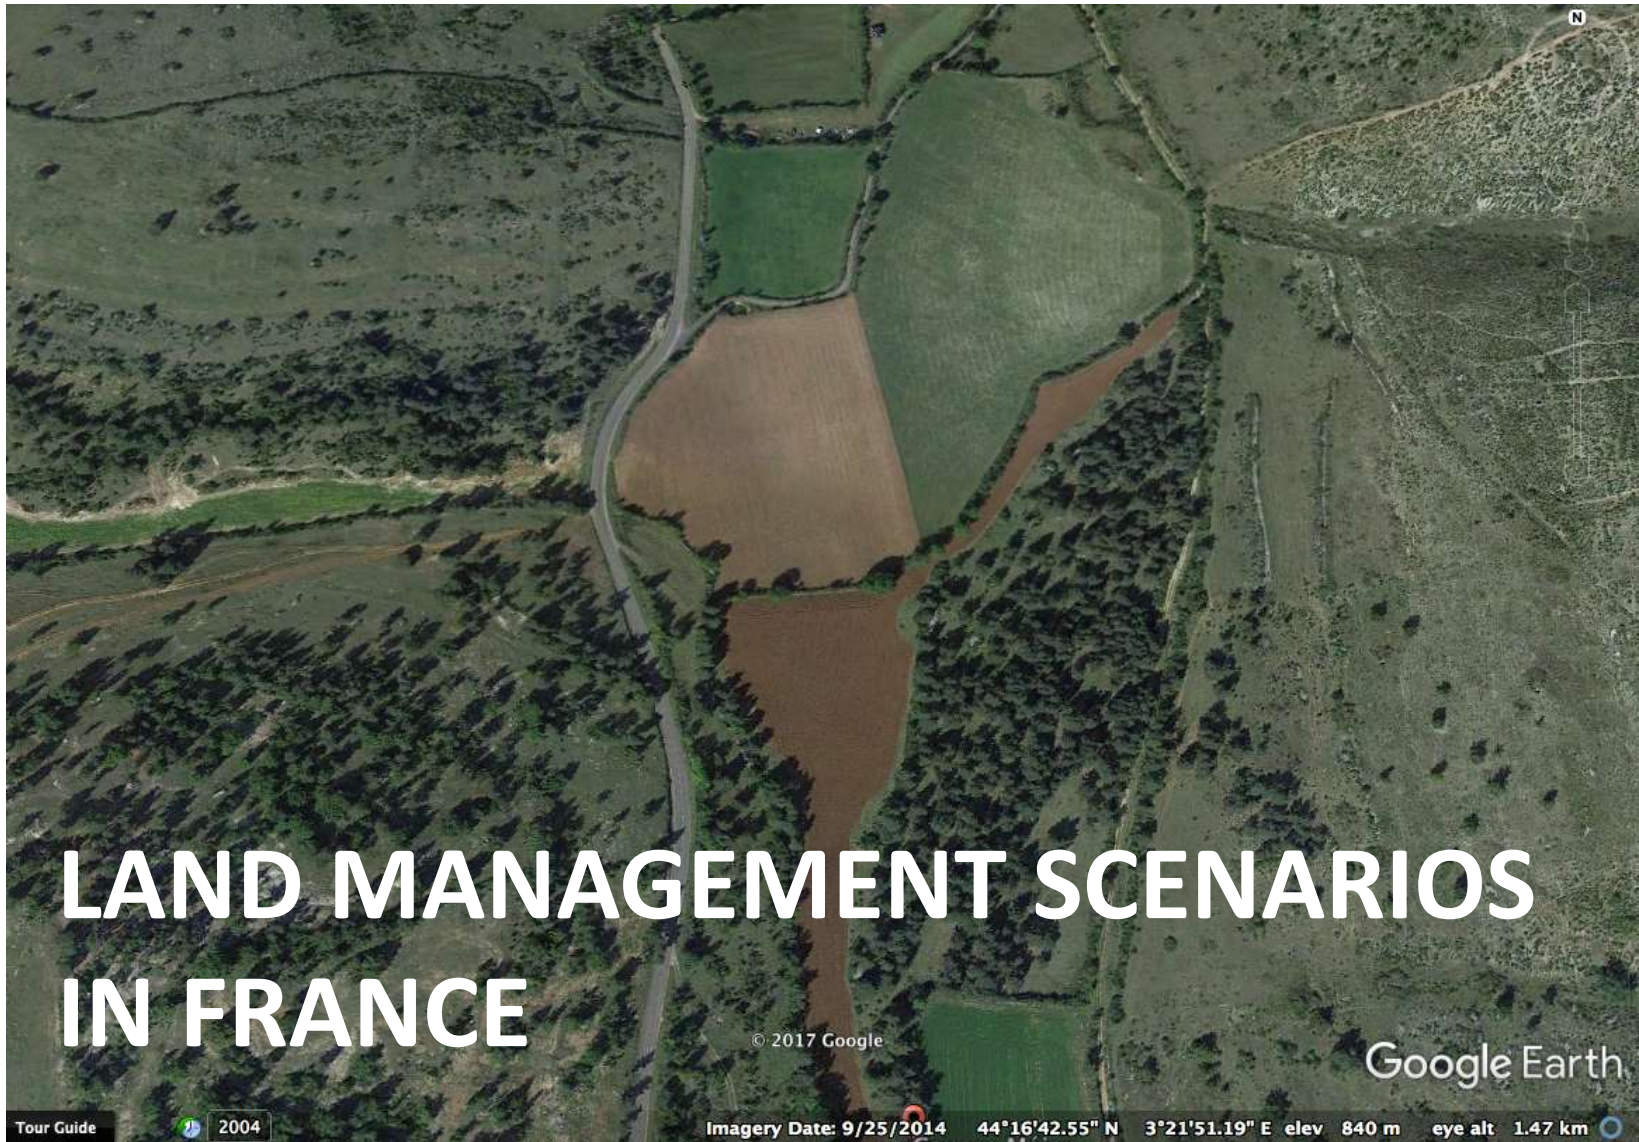 N
LAND MANAGEMENT SCENARIOS
IN FRANCE
© 2017 Google
Google Earth
Tour Guide
2004
Imagery Date: 9/25/2014 44°16'42.55" N 3°21'51.19" E elev 840 m eye alt 1.47 km